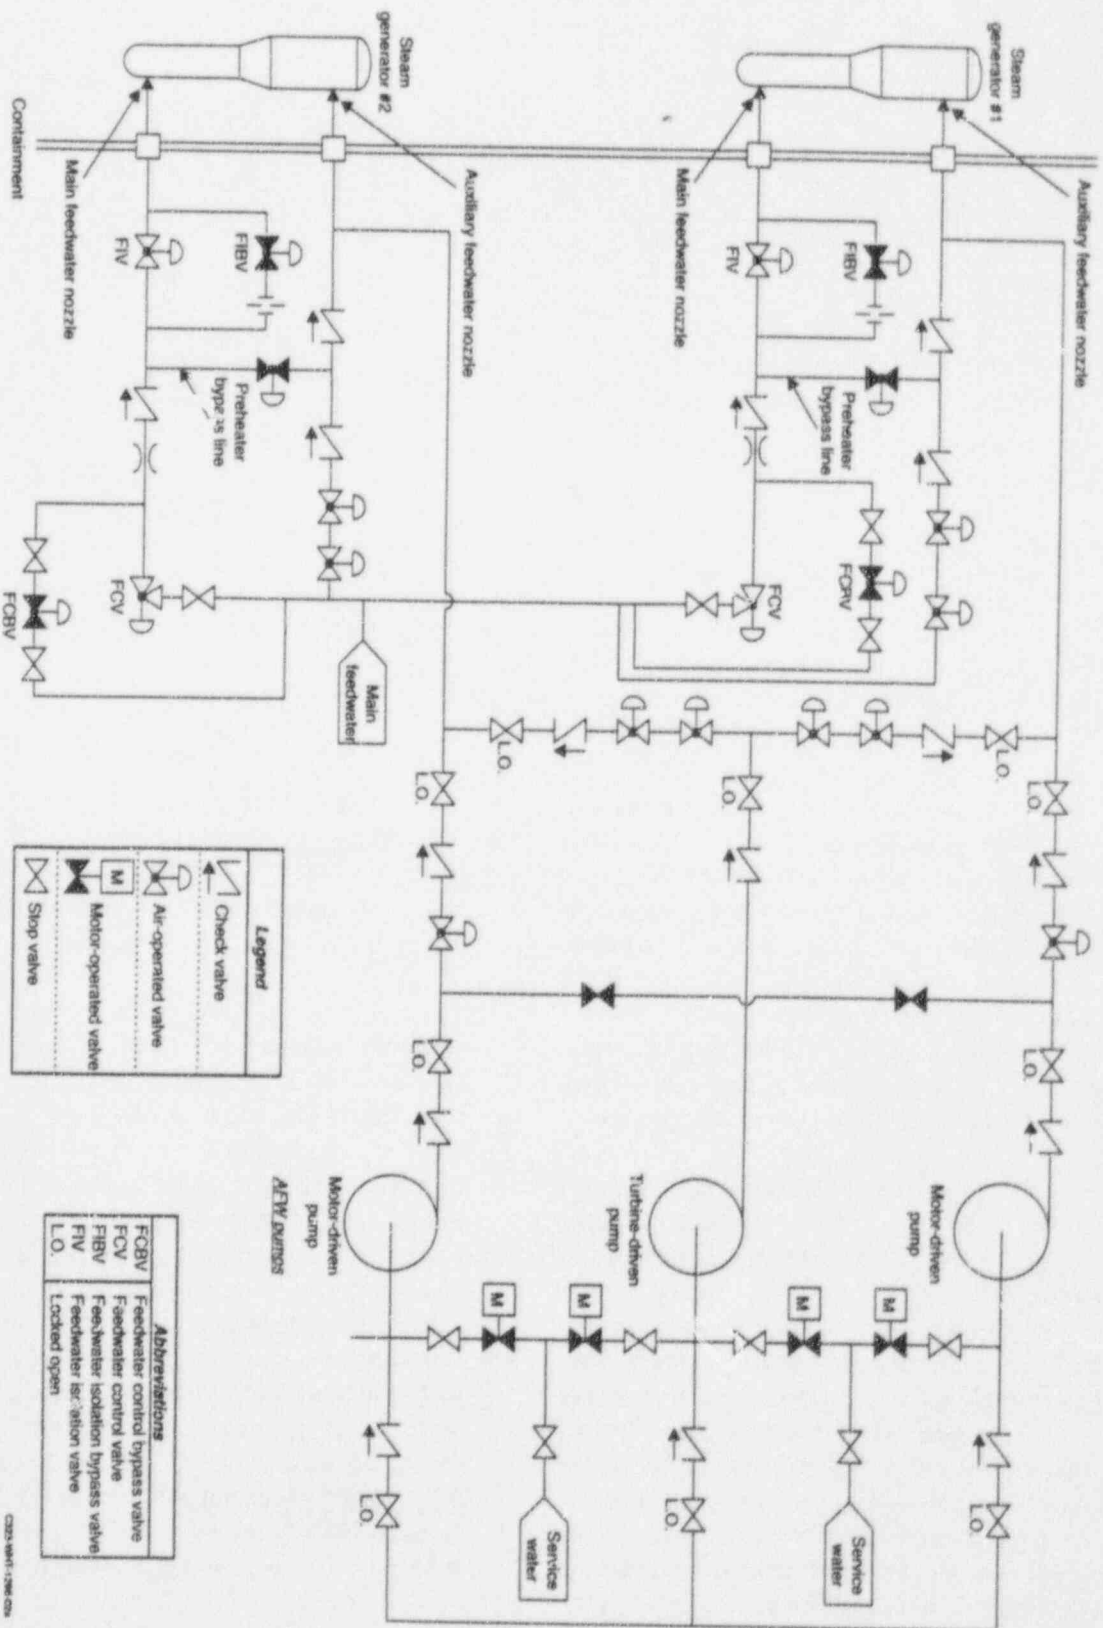 Steam
generator #2
Steam
generator #1
Auxiliary feedwater nozzle
Auxiliary feedwater nozzle
Main feedwater nozzle
Main feedwater nozzle
Containment
FIBV
FIV
FIBV
FIV
Preheater
bypass line
Preheater
bypass line
FCV
FCBV
FCBV
FCV
Main
feedwater
L.O.
L.O.
L.O.
L.O.
L.O.
L.O.
L.O.
Motor-driven
pump
Turbine-driven
pump
Motor-driven
pump
AFW pumps
M
M
M
M
L.O.
L.O.
L.O.
Service
water
Service
water
Legend
Check valve
Air-operated valve
M
Motor-operated valve
Stop valve
Abbreviations
FCBV Feedwater control bypass valve
FCV Feedwater control valve
FIBV Feedwater isolation bypass valve
FIV Feedwater isolation valve
L.O. Locked open